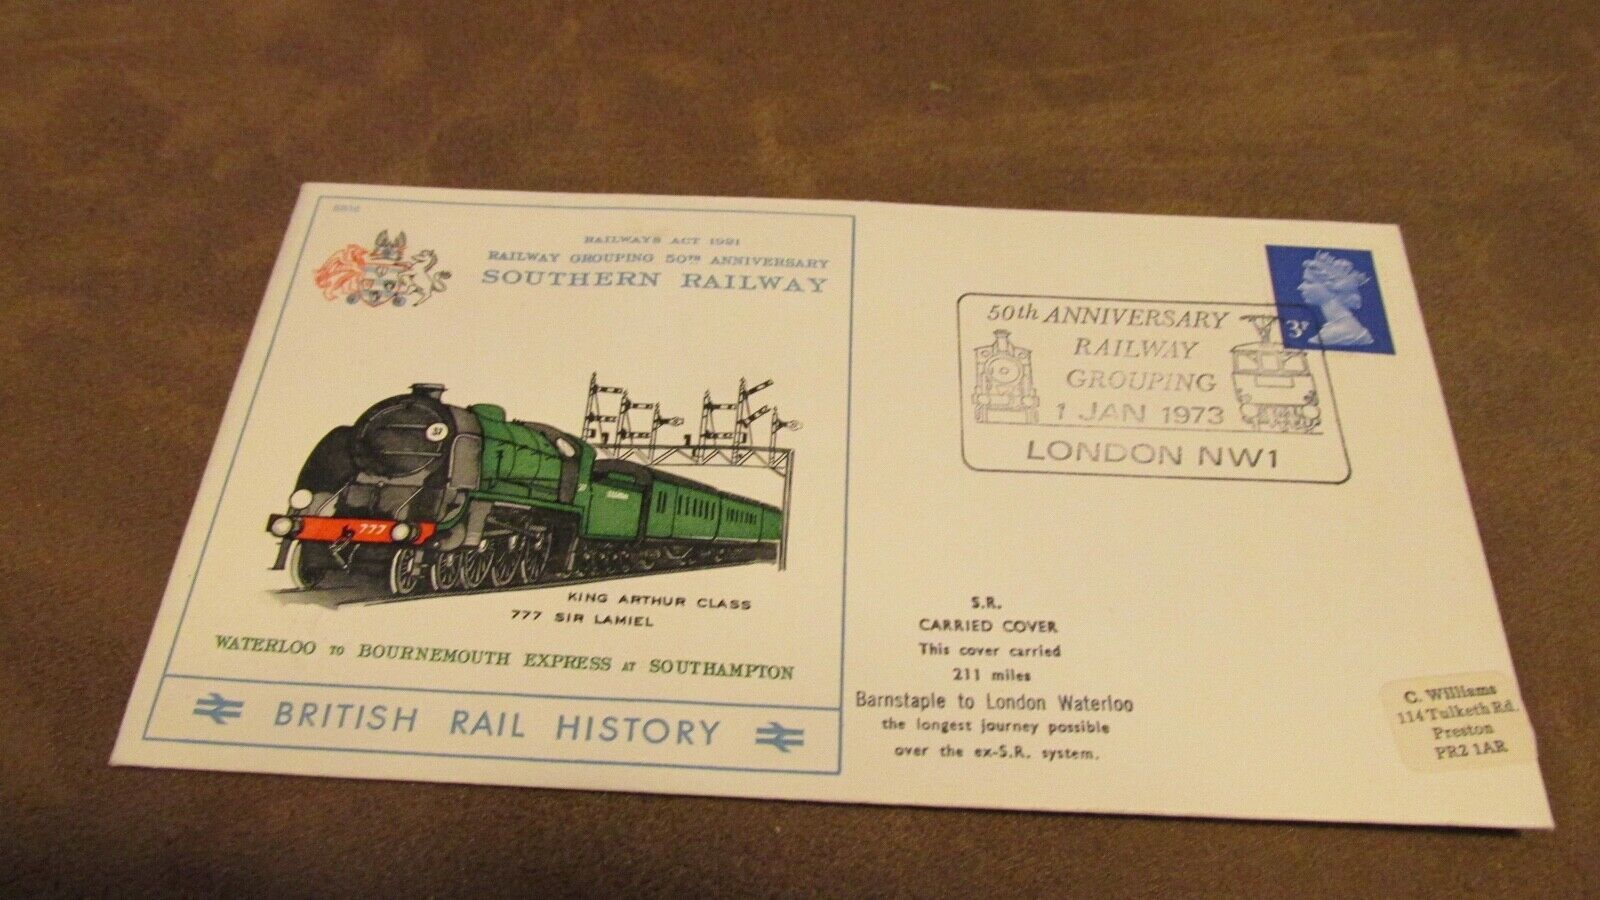 RAILWAYS ACT 1921
RAILWAY GROUPING 50TH ANNIVERSARY
SOUTHERN RAILWAY
37
777
KING ARTHUR CLASS
777 SIR LAMIEL
WATERLOO TO BOURNEMOUTH EXPRESS AT SOUTHAMPTON
BRITISH RAIL HISTORY
3P
50th ANNIVERSARY
RAILWAY
GROUPING
1 JAN 1973
LONDON NW1
S.R.
CARRIED COVER
This cover carried
211 miles
Barnstaple to London Waterloo
the longest journey possible
over the ex-S.R. system.
C. Williams
114 Tulketh Rd.
Preston
PR2 1AR